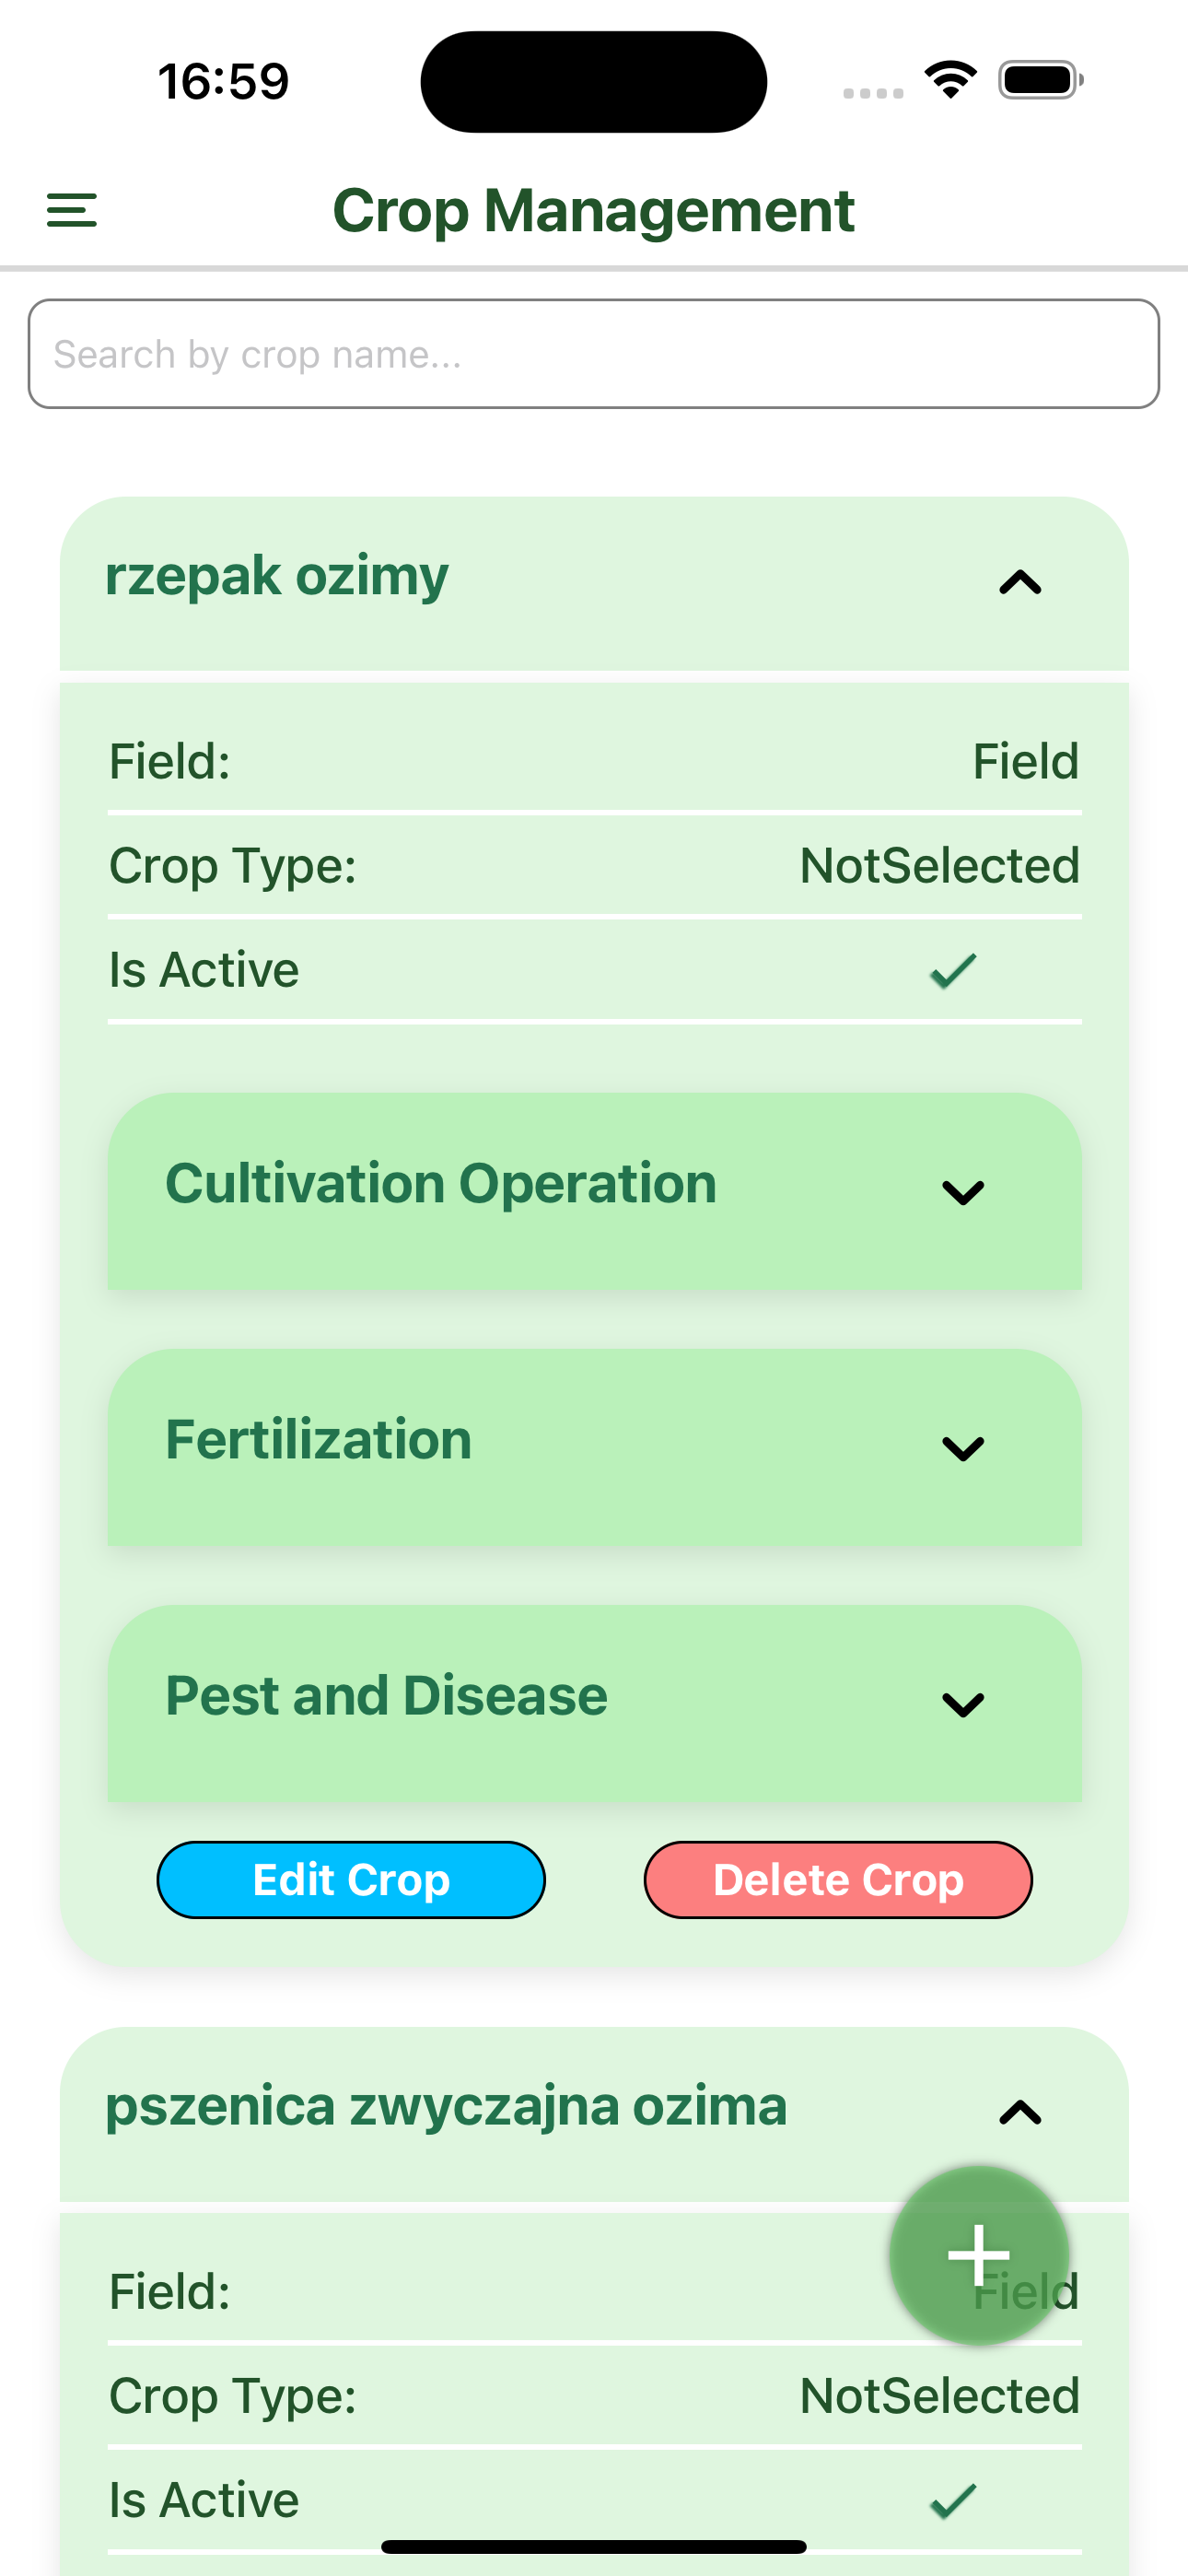 16:59
Crop Management
Search by crop name...
rzepak ozimy
Field: Field
Crop Type: NotSelected
Is Active
Cultivation Operation
Fertilization
Pest and Disease
Edit Crop Delete Crop
pszenica zwyczajna ozima
Field: Field
Crop Type: NotSelected
Is Active